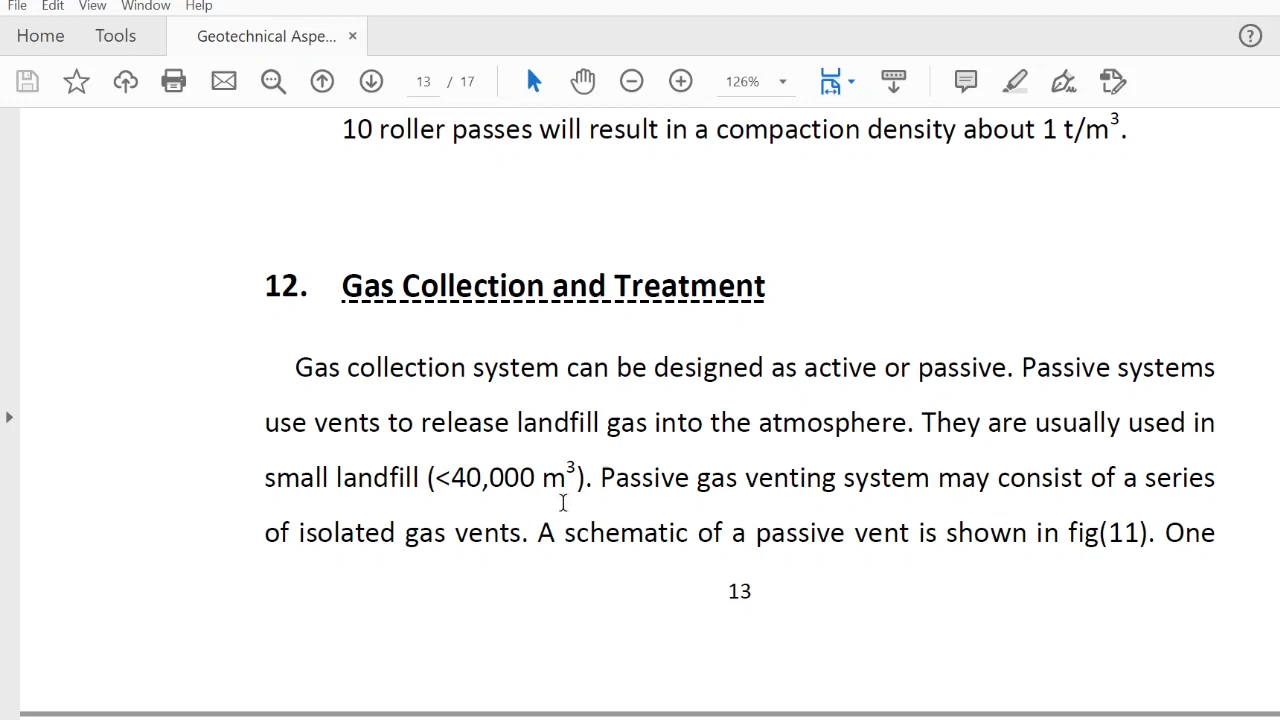 File Edit View Window Help
Home Tools Geotechnical Aspe... ×
13 / 17 126%
10 roller passes will result in a compaction density about 1 t/m³.
12. Gas Collection and Treatment
Gas collection system can be designed as active or passive. Passive systems
use vents to release landfill gas into the atmosphere. They are usually used in
small landfill (<40,000 m³). Passive gas venting system may consist of a series
of isolated gas vents. A schematic of a passive vent is shown in fig(11). One
13